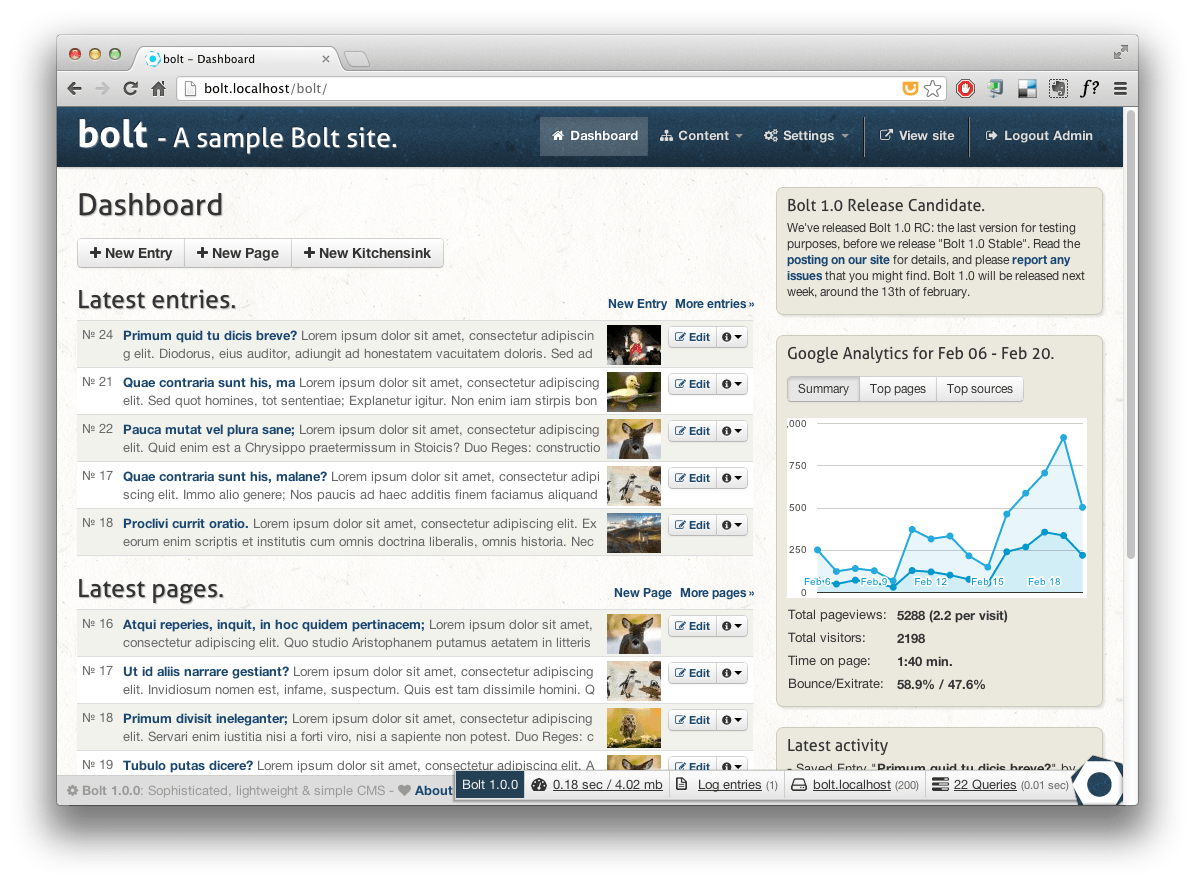 bolt – Dashboard
bolt.localhost/bolt/
f?
bolt - A sample Bolt site.
Dashboard
Content
Settings
View site
Logout Admin
Dashboard
New Entry
New Page
New Kitchensink
Latest entries.
New Entry More entries »
№ 24 Primum quid tu dicis breve? Lorem ipsum dolor sit amet, consectetur adipiscin
g elit. Diodorus, eius auditor, adiungit ad honestatem vacuitatem doloris. Sed ad
Edit
№ 21 Quae contraria sunt his, ma Lorem ipsum dolor sit amet, consectetur adipiscing
elit. Sed quot homines, tot sententiae; Explanetur igitur. Non enim iam stirpis bon
Edit
№ 22 Pauca mutat vel plura sane; Lorem ipsum dolor sit amet, consectetur adipiscing
elit. Quid enim est a Chrysippo praetermissum in Stoicis? Duo Reges: constructio
Edit
№ 17 Quae contraria sunt his, malane? Lorem ipsum dolor sit amet, consectetur adipi
scing elit. Immo alio genere; Nos paucis ad haec additis finem faciamus aliquand
Edit
№ 18 Proclivi currit oratio. Lorem ipsum dolor sit amet, consectetur adipiscing elit. Ex
eorum enim scriptis et institutis cum omnis doctrina liberalis, omnis historia. Nec
Edit
Latest pages.
New Page More pages »
№ 16 Atqui reperies, inquit, in hoc quidem pertinacem; Lorem ipsum dolor sit amet,
consectetur adipiscing elit. Quo studio Aristophanem putamus aetatem in litteris
Edit
№ 17 Ut id aliis narrare gestiant? Lorem ipsum dolor sit amet, consectetur adipiscing
elit. Invidiosum nomen est, infame, suspectum. Quis est tam dissimile homini. Q
Edit
№ 18 Primum divisit ineleganter; Lorem ipsum dolor sit amet, consectetur adipiscing
elit. Servari enim iustitia nisi a forti viro, nisi a sapiente non potest. Duo Reges: c
Edit
№ 19 Tubulo putas dicere? Lorem ipsum dolor sit amet, consectetur adipiscing elit.
Edit
Bolt 1.0 Release Candidate.
We've released Bolt 1.0 RC: the last version for testing
purposes, before we release "Bolt 1.0 Stable". Read the
posting on our site for details, and please report any
issues that you might find. Bolt 1.0 will be released next
week, around the 13th of february.
Google Analytics for Feb 06 - Feb 20.
Summary
Top pages
Top sources
,000
750
500
250
0
Feb 6 Feb 9 Feb 12 Feb 15 Feb 18
Total pageviews: 5288 (2.2 per visit)
Total visitors: 2198
Time on page: 1:40 min.
Bounce/Exitrate: 58.9% / 47.6%
Latest activity
- Saved Entry "Primum quid tu dicis breve?" by
Bolt 1.0.0: Sophisticated, lightweight & simple CMS - About
Bolt 1.0.0
0.18 sec / 4.02 mb
Log entries (1)
bolt.localhost (200)
22 Queries (0.01 sec)